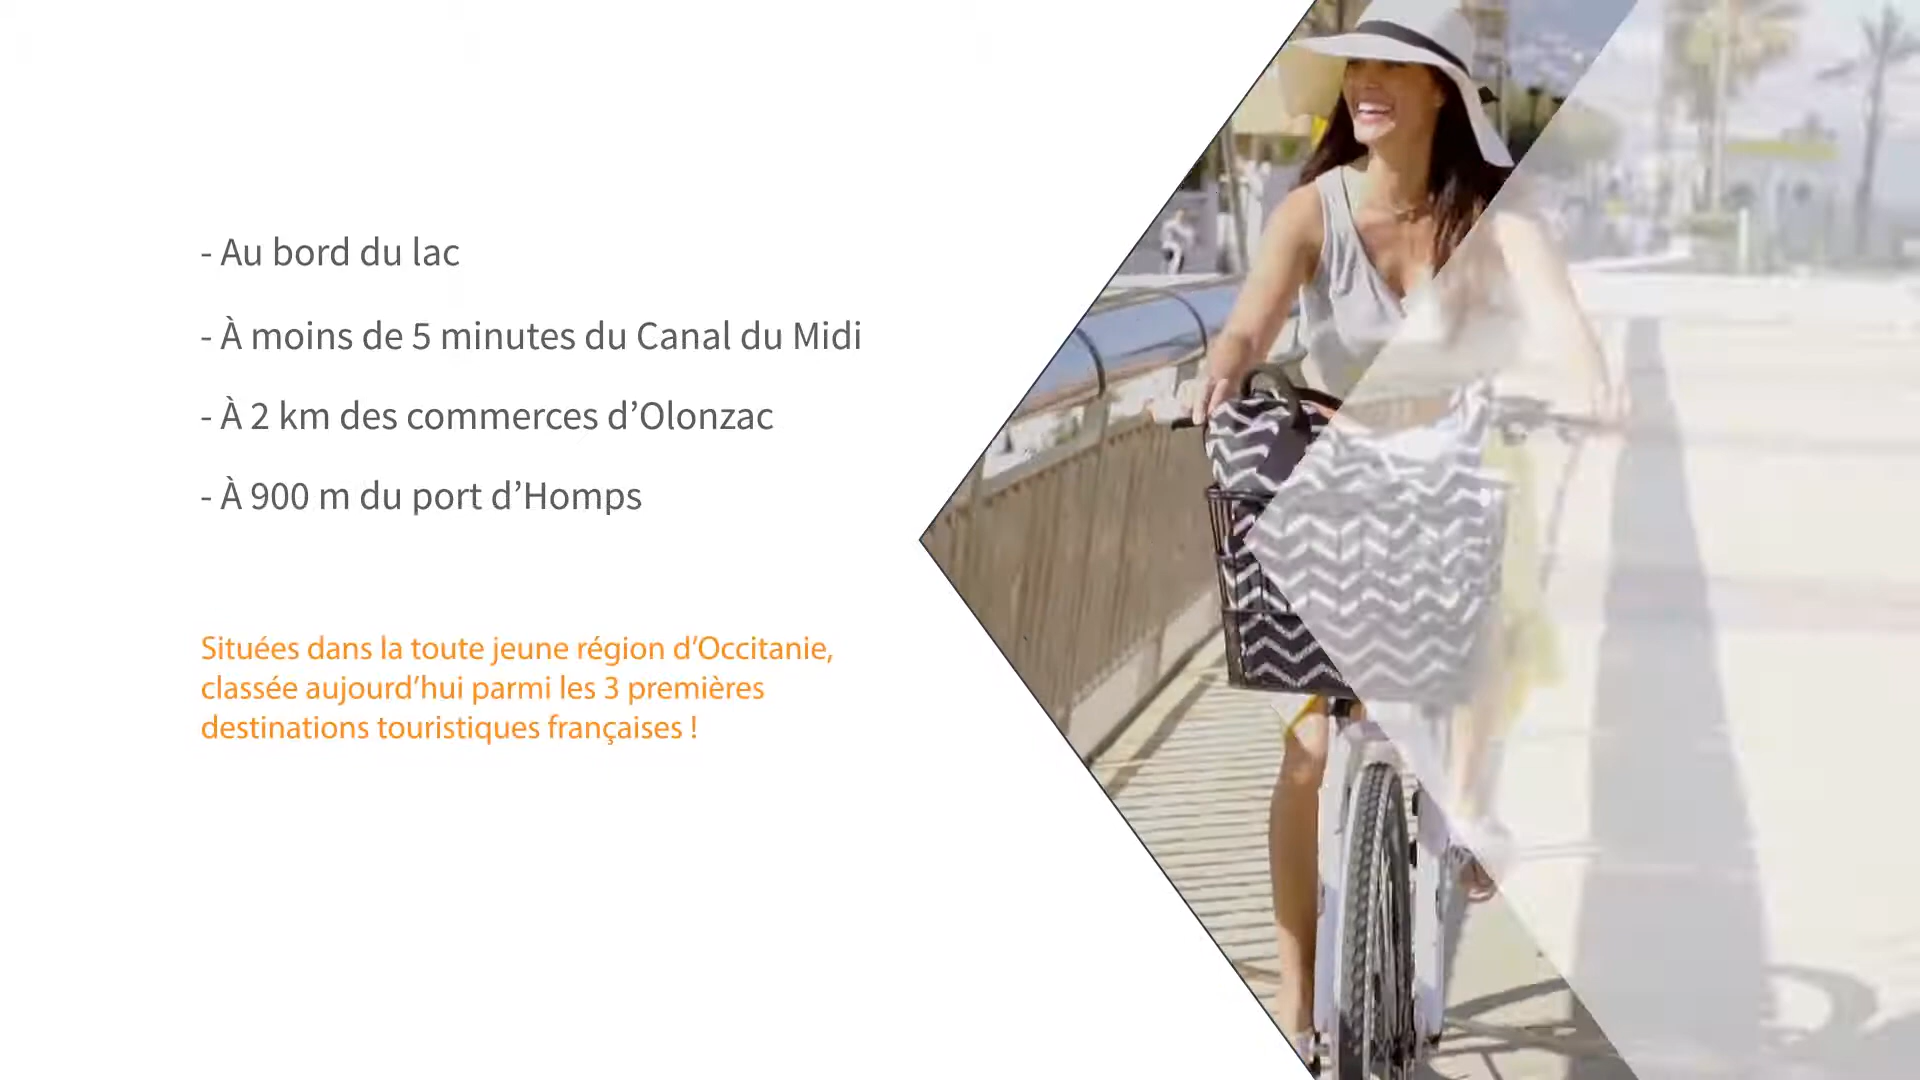 - Au bord du lac
- À moins de 5 minutes du Canal du Midi
- À 2 km des commerces d’Olonzac
- À 900 m du port d’Homps
Situées dans la toute jeune région d’Occitanie,
classée aujourd’hui parmi les 3 premières
destinations touristiques françaises !